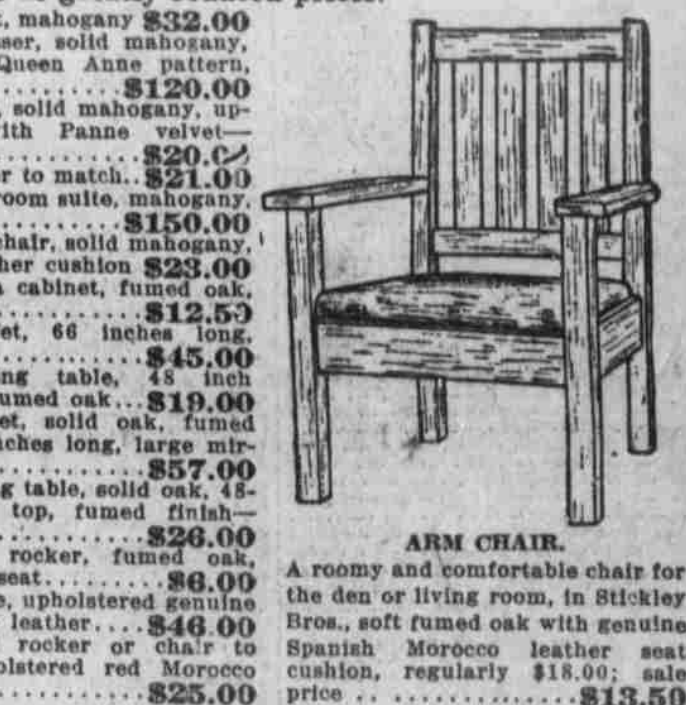 , mahogany $32.00
ser, solid mahogany,
Queen Anne pattern,
..........$120.00
, solid mahogany, up-
ith Panne velvet—
...........$20.0
r to match..$21.00
room suite, mahogany,
..........$150.00
chair, solid mahogany,
her cushion $23.00
cabinet, fumed oak,
...........$12.50
et, 66 inches long,
...........$45.00
ng table, 48 inch
umed oak...$19.00
et, solid oak, fumed
nches long, large mir-
...........$57.00
g table, solid oak, 48-
top, fumed finish—
...........$26.00
rocker, fumed oak,
seat.........$6.00
e, upholstered genuine
leather....$46.00
rocker or chair to
olstered red Morocco
...........$25.00
ARM CHAIR.
A roomy and comfortable chair for
the den or living room, in Stickley
Bros., soft fumed oak with genuine
Spanish Morocco leather seat
cushion, regularly $18.00; sale
price .. ..............$13.50